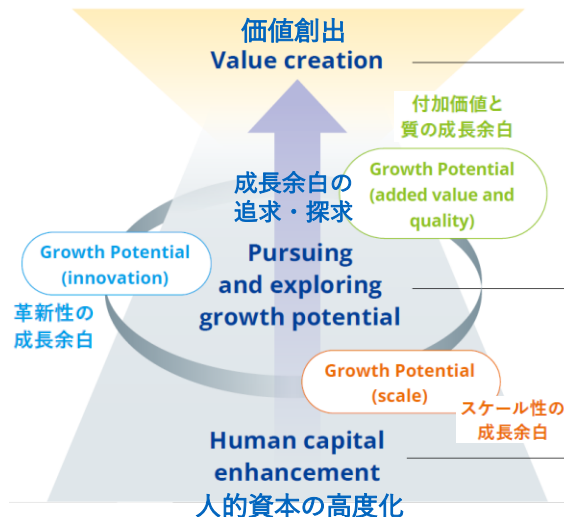 価値創出
Value creation
付加価値と
質の成長余白
Growth Potential
(added value and
quality)
成長余白の
追求・探求
Growth Potential
(innovation)
革新性の
成長余白
Pursuing
and exploring
growth potential
Growth Potential
(scale)
スケール性の
成長余白
Human capital
enhancement
人的資本の高度化